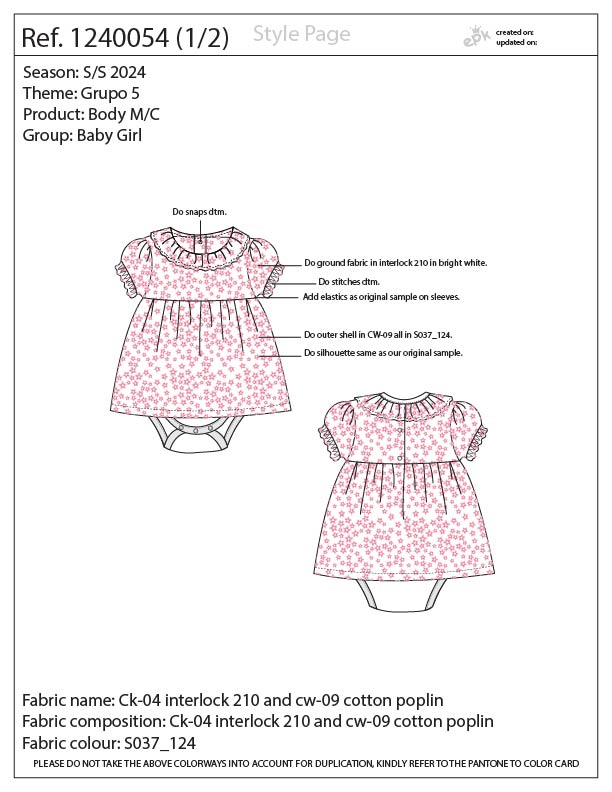 Ref. 1240054 (1/2)
Style Page
epk
created on:
updated on:
Season: S/S 2024
Theme: Grupo 5
Product: Body M/C
Group: Baby Girl
Do snaps dtm.
Do ground fabric in interlock 210 in bright white.
Do stitches dtm.
Add elastics as original sample on sleeves.
Do outer shell in CW-09 all in S037_124.
Do silhouette same as our original sample.
Fabric name: Ck-04 interlock 210 and cw-09 cotton poplin
Fabric composition: Ck-04 interlock 210 and cw-09 cotton poplin
Fabric colour: S037_124
PLEASE DO NOT TAKE THE ABOVE COLORWAYS INTO ACCOUNT FOR DUPLICATION, KINDLY REFER TO THE PANTONE TO COLOR CARD